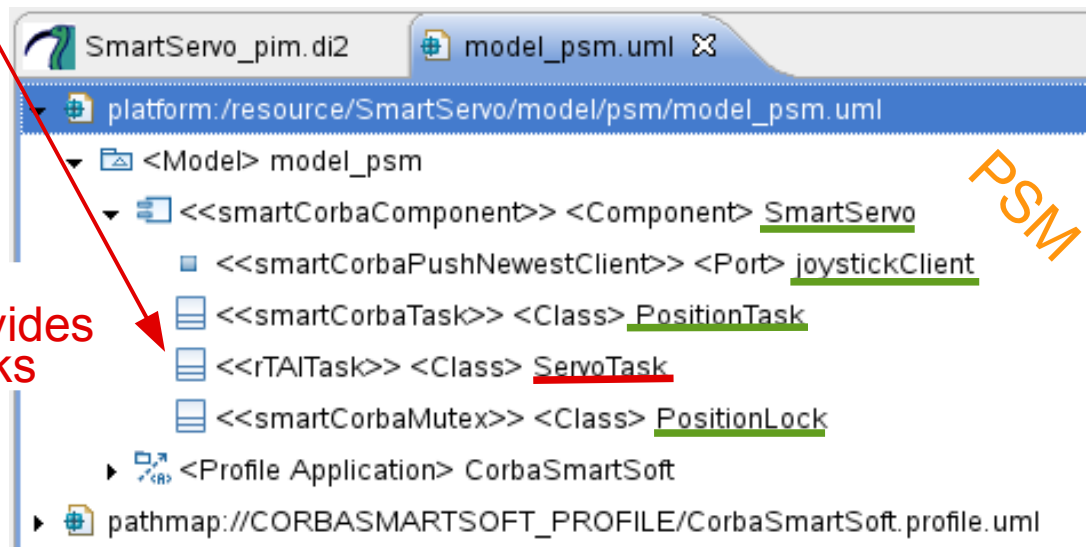 SmartServo_pim.di2
model_psm.uml
platform:/resource/SmartServo/model/psm/model_psm.uml
<Model> model_psm
PSM
<<smartCorbaComponent>> <Component> SmartServo
<<smartCorbaPushNewestClient>> <Port> joystickClient
<<smartCorbaTask>> <Class> PositionTask
<<rTAITask>> <Class> ServoTask
<<smartCorbaMutex>> <Class> PositionLock
<Profile Application> CorbaSmartSoft
pathmap://CORBASMARTSOFT_PROFILE/CorbaSmartSoft.profile.uml